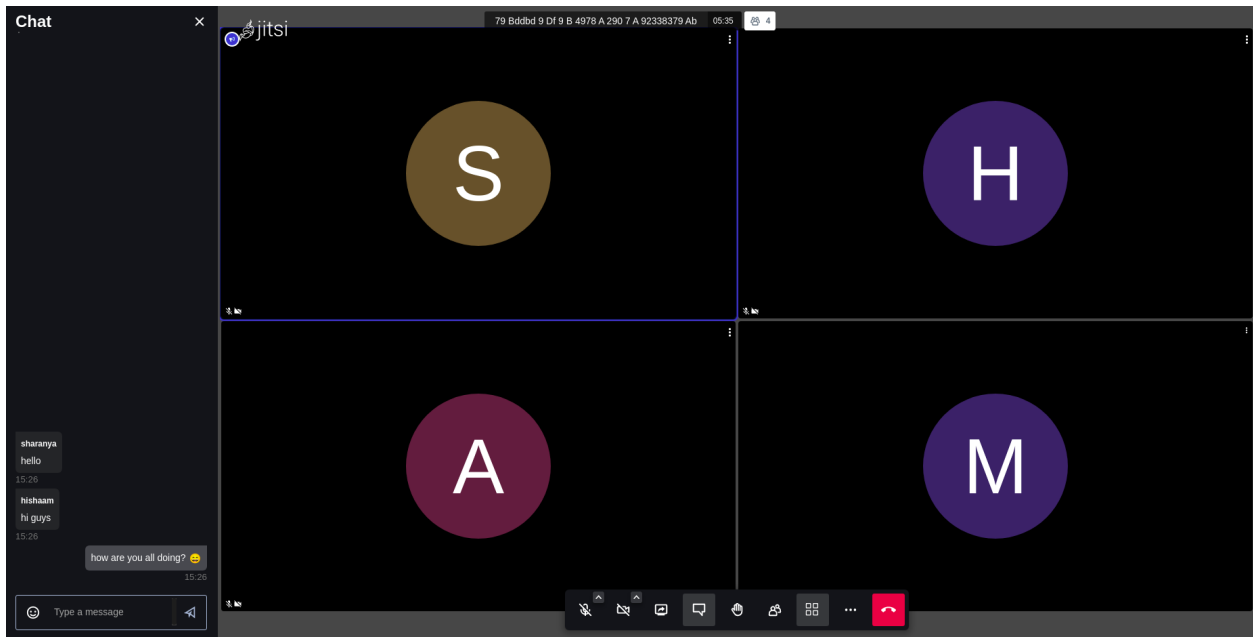 Chat
jitsi
79 Bddbd 9 Df 9 B 4978 A 290 7 A 92338379 Ab 05:35 4
S
H
A
M
sharanya
hello
15:26
hishaam
hi guys
15:26
how are you all doing? 😄
15:26
Type a message